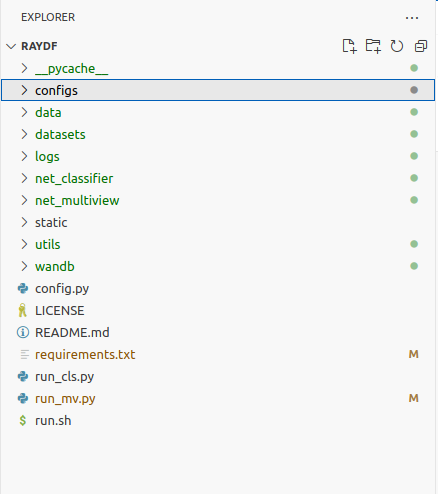 EXPLORER
RAYDF
__pycache__
configs
data
datasets
logs
net_classifier
net_multiview
static
utils
wandb
config.py
LICENSE
README.md
requirements.txt M
run_cls.py
run_mv.py M
$ run.sh